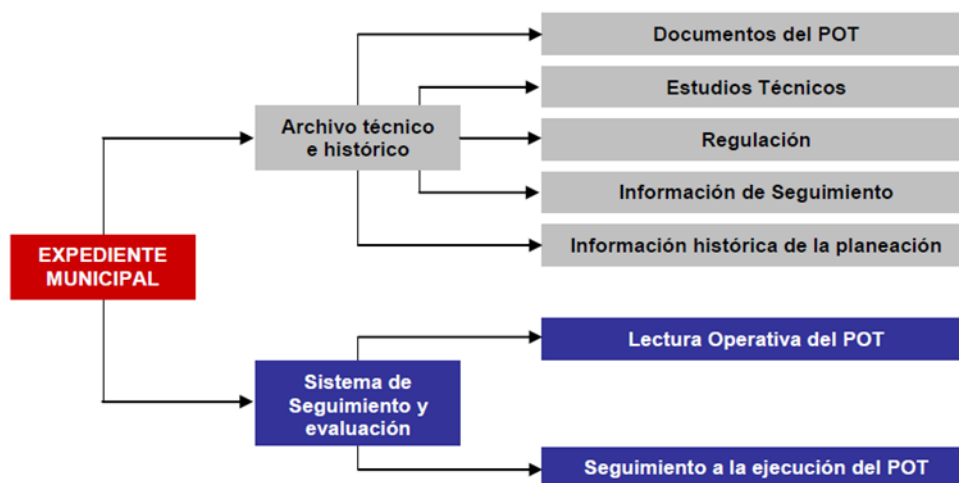 Documentos del POT
Estudios Técnicos
Archivo técnico
e histórico
Regulación
Información de Seguimiento
Información histórica de la planeación
EXPEDIENTE
MUNICIPAL
Lectura Operativa del POT
Sistema de
Seguimiento y
evaluación
Seguimiento a la ejecución del POT